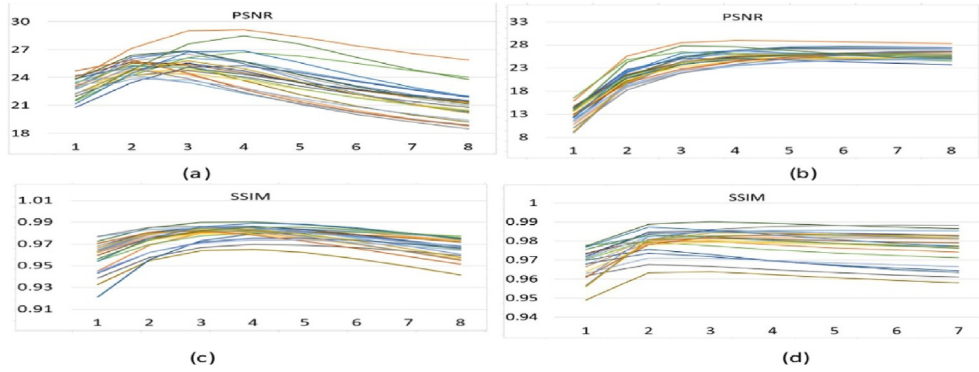 PSNR
30
27
24
21
18
1 2 3 4 5 6 7 8
(a)
PSNR
33
28
23
18
13
8
1 2 3 4 5 6 7 8
(b)
SSIM
1.01
0.99
0.97
0.95
0.93
0.91
1 2 3 4 5 6 7 8
(c)
SSIM
1
0.99
0.98
0.97
0.96
0.95
0.94
1 2 3 4 5 6 7
(d)